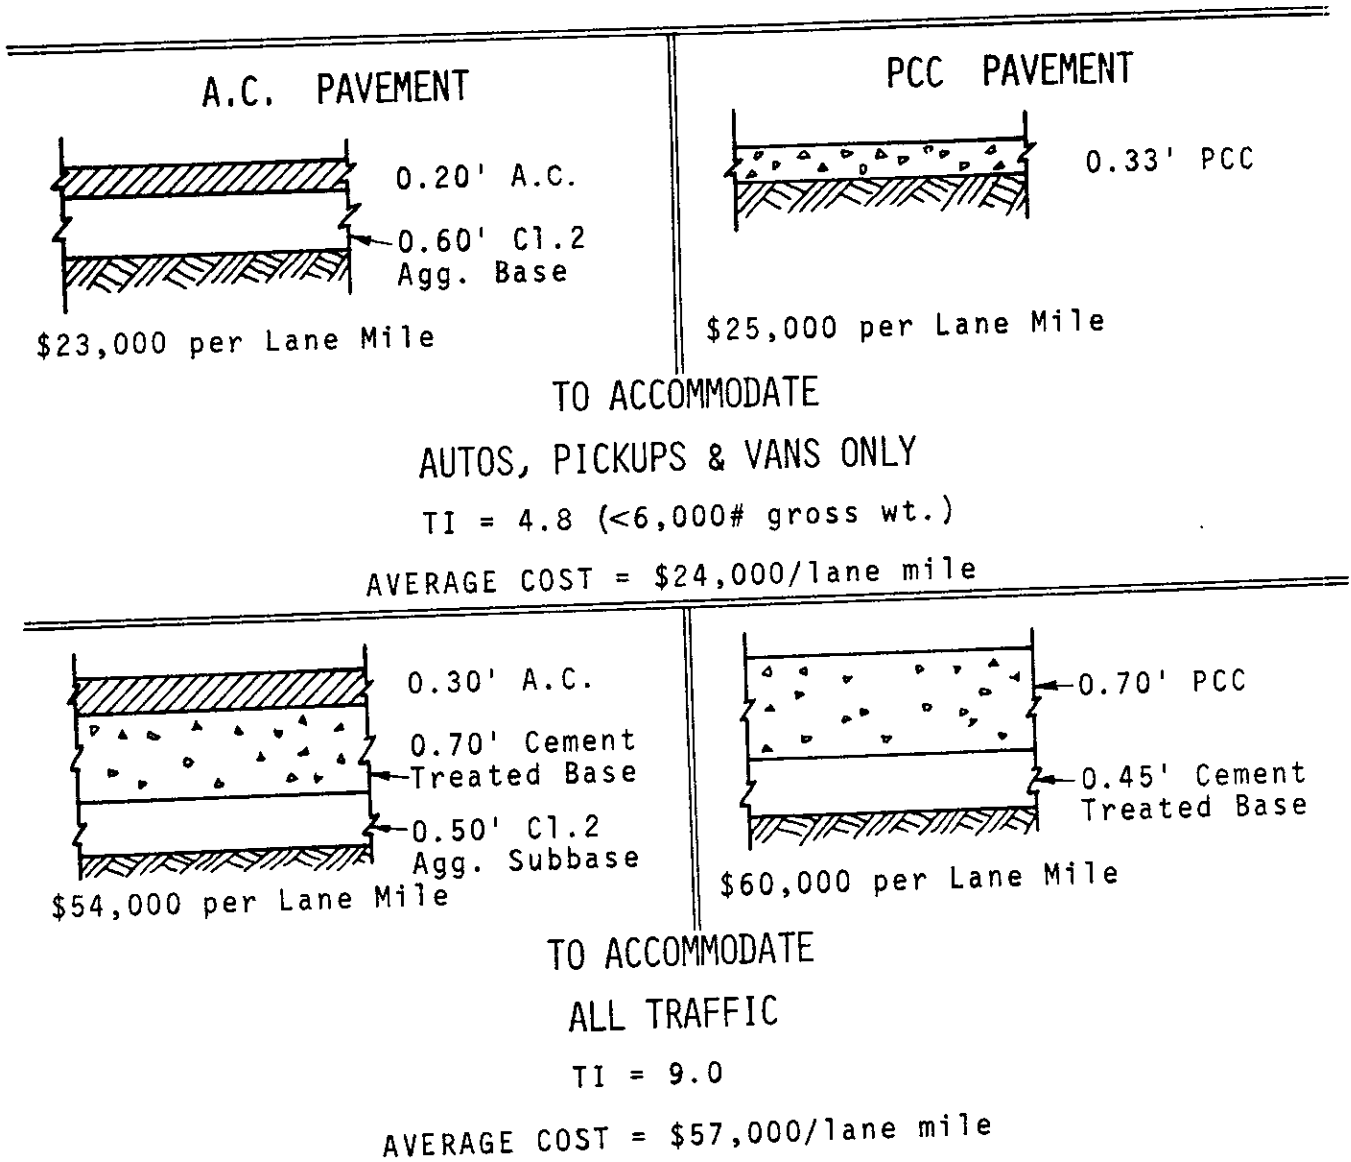 A.C. PAVEMENT
0.20' A.C.
0.60' Cl.2
Agg. Base
$23,000 per Lane Mile
PCC PAVEMENT
0.33' PCC
$25,000 per Lane Mile
TO ACCOMMODATE
AUTOS, PICKUPS & VANS ONLY
TI = 4.8 (<6,000# gross wt.)
AVERAGE COST = $24,000/lane mile
0.30' A.C.
0.70' Cement
Treated Base
0.50' Cl.2
Agg. Subbase
$54,000 per Lane Mile
0.70' PCC
0.45' Cement
Treated Base
$60,000 per Lane Mile
TO ACCOMMODATE
ALL TRAFFIC
TI = 9.0
AVERAGE COST = $57,000/lane mile